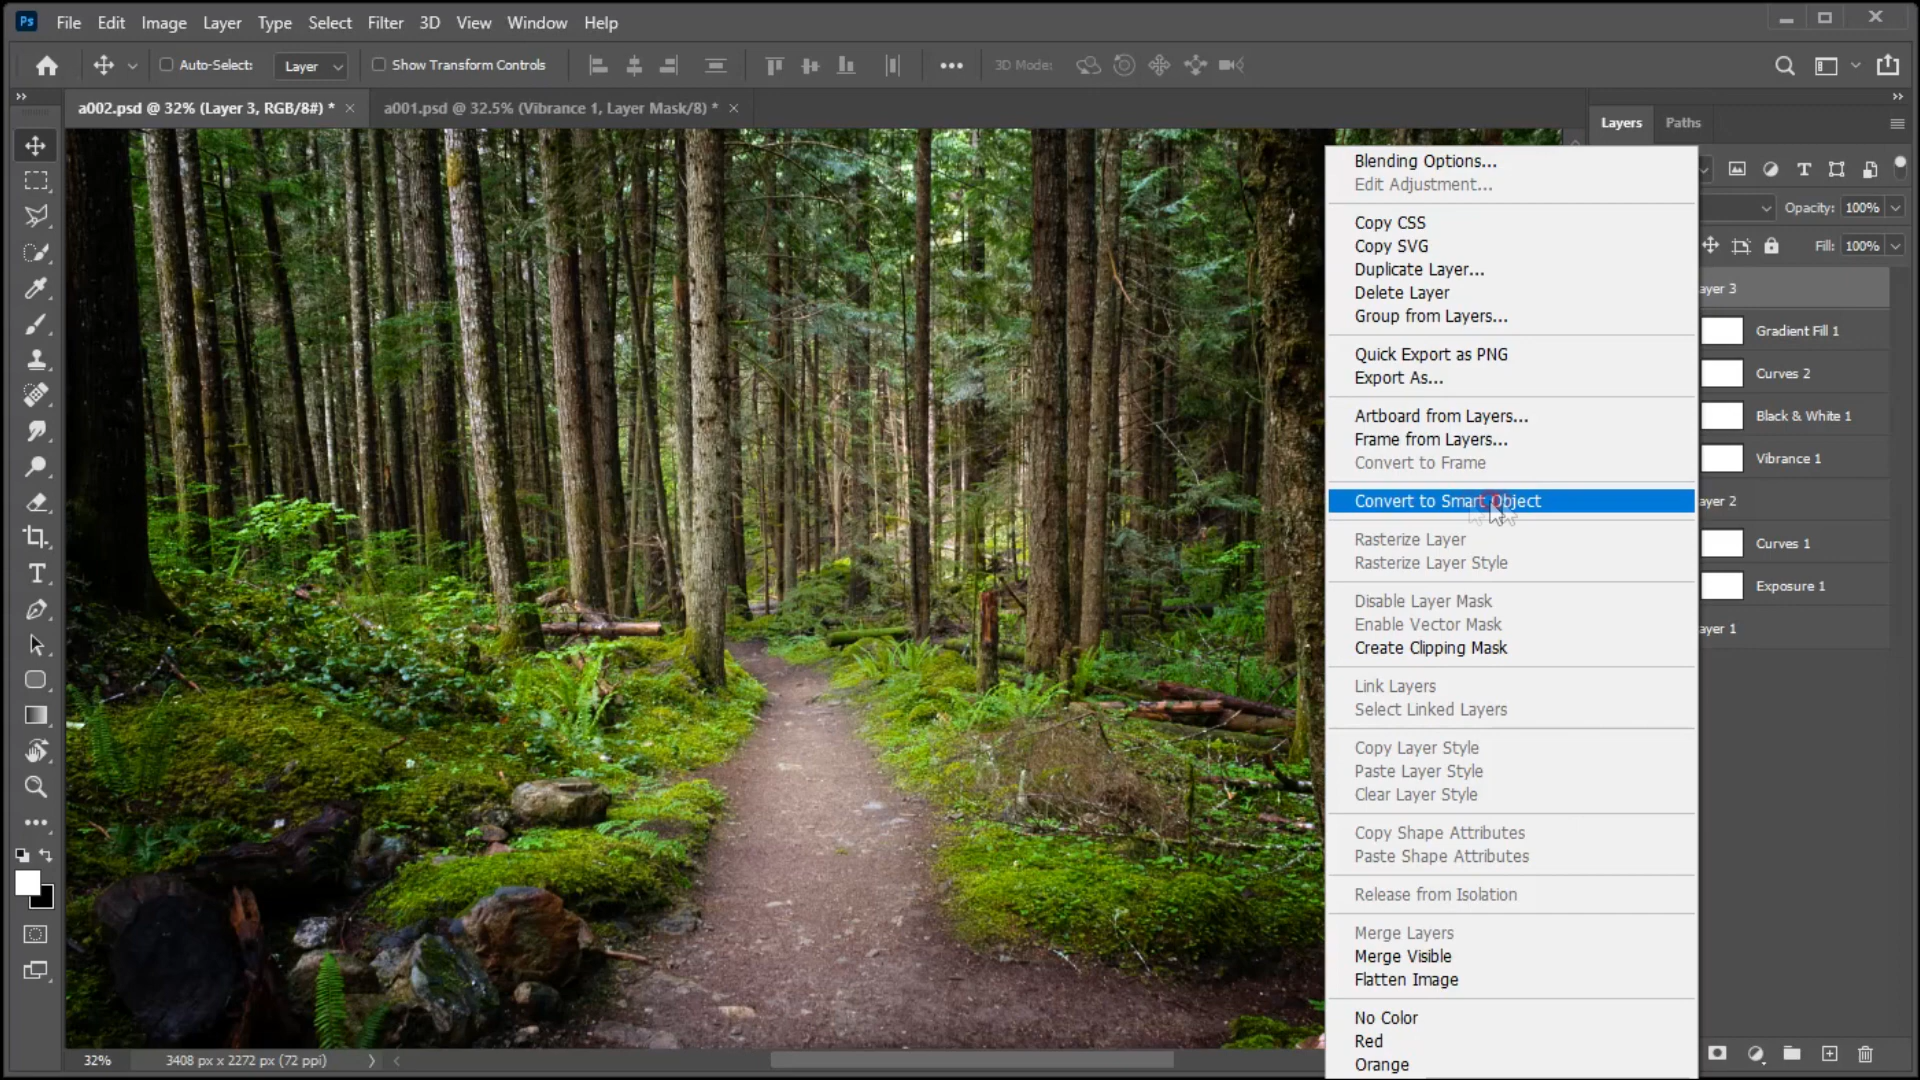 Ps File Edit Image Layer Type Select Filter 3D View Window Help
Auto-Select: Layer Show Transform Controls 3D Mode:
a002.psd @ 32% (Layer 3, RGB/8#) * a001.psd @ 32.5% (Vibrance 1, Layer Mask/8) *
Layers Paths
Opacity: 100%
Fill: 100%
ayer 3
Gradient Fill 1
Curves 2
Black & White 1
Vibrance 1
ayer 2
Curves 1
Exposure 1
ayer 1
Blending Options...
Edit Adjustment...
Copy CSS
Copy SVG
Duplicate Layer...
Delete Layer
Group from Layers...
Quick Export as PNG
Export As...
Artboard from Layers...
Frame from Layers...
Convert to Frame
Convert to Smart Object
Rasterize Layer
Rasterize Layer Style
Disable Layer Mask
Enable Vector Mask
Create Clipping Mask
Link Layers
Select Linked Layers
Copy Layer Style
Paste Layer Style
Clear Layer Style
Copy Shape Attributes
Paste Shape Attributes
Release from Isolation
Merge Layers
Merge Visible
Flatten Image
No Color
Red
Orange
32% 3408 px x 2272 px (72 ppi)